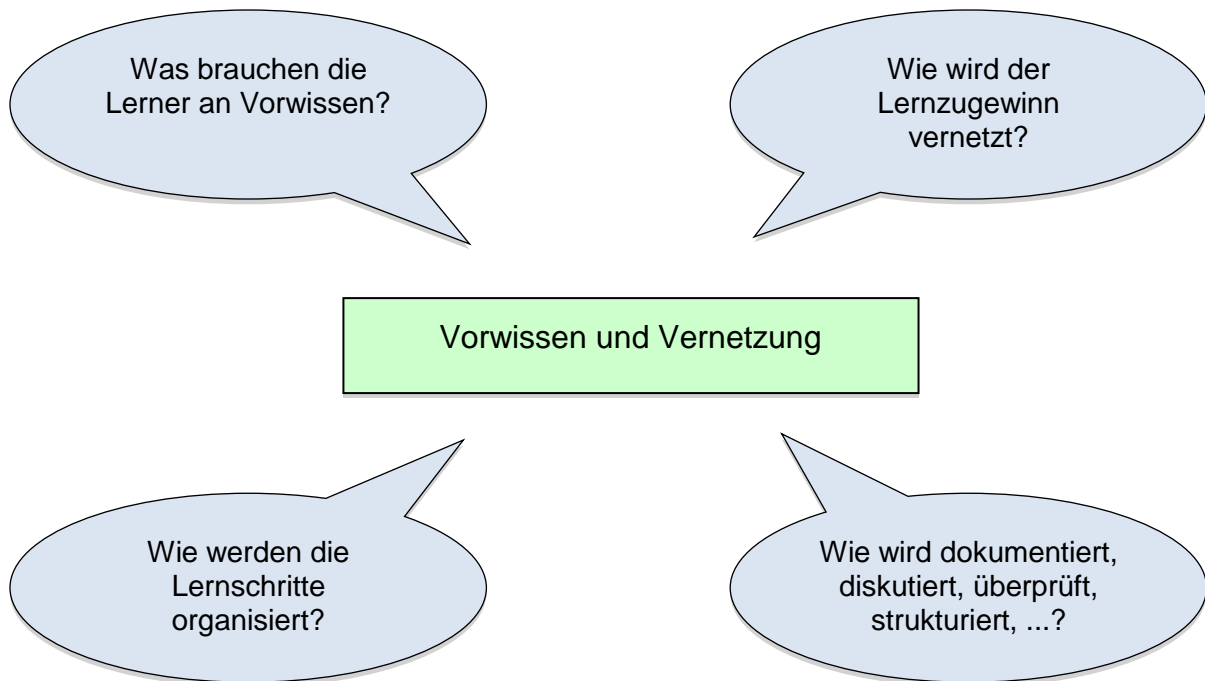 Was brauchen die
Lerner an Vorwissen?
Wie wird der
Lernzugewinn
vernetzt?
Vorwissen und Vernetzung
Wie werden die
Lernschritte
organisiert?
Wie wird dokumentiert,
diskutiert, überprüft,
strukturiert, ...?